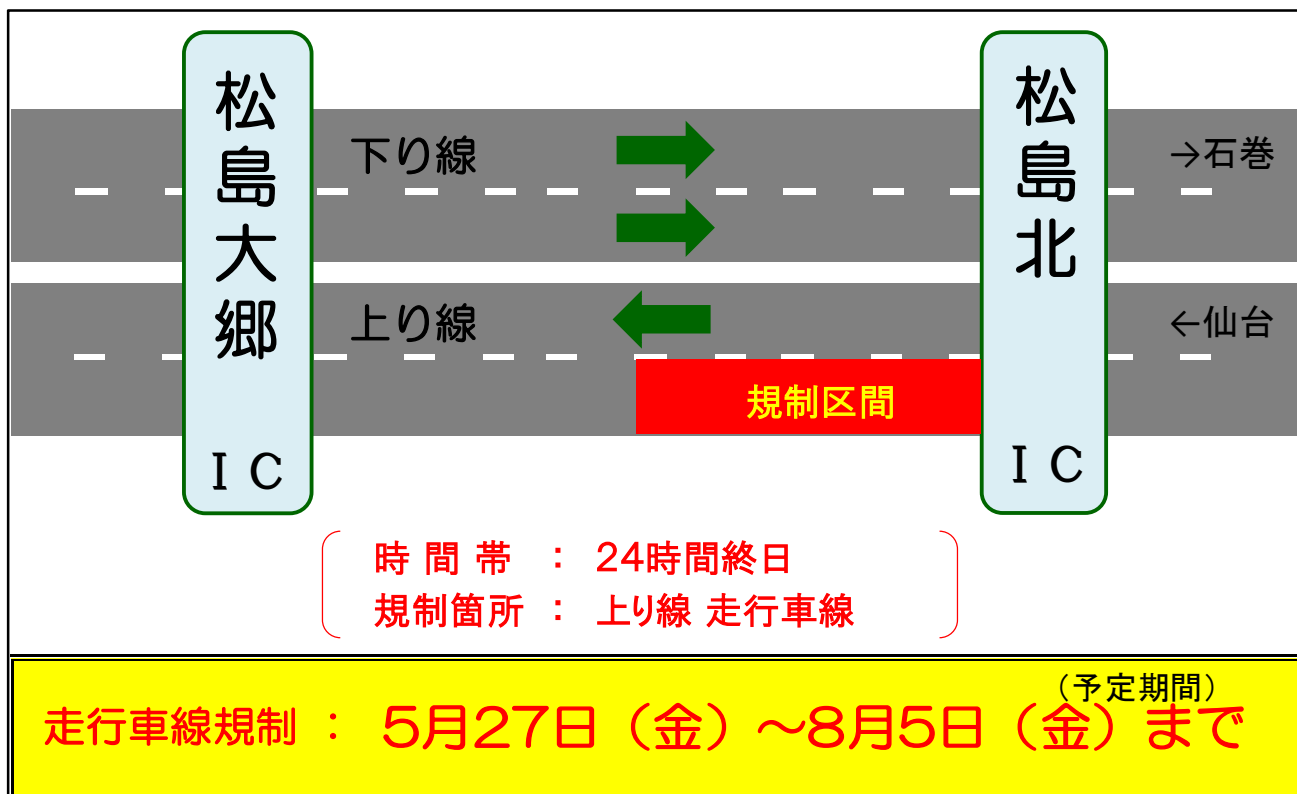 松島大郷
ＩＣ
松島北
ＩＣ
下り線
→石巻
上り線
←仙台
規制区間
時 間 帯 ： 24時間終日
規制箇所 ： 上り線 走行車線
（予定期間）
走行車線規制 ： 5月27日（金）～8月5日（金）まで